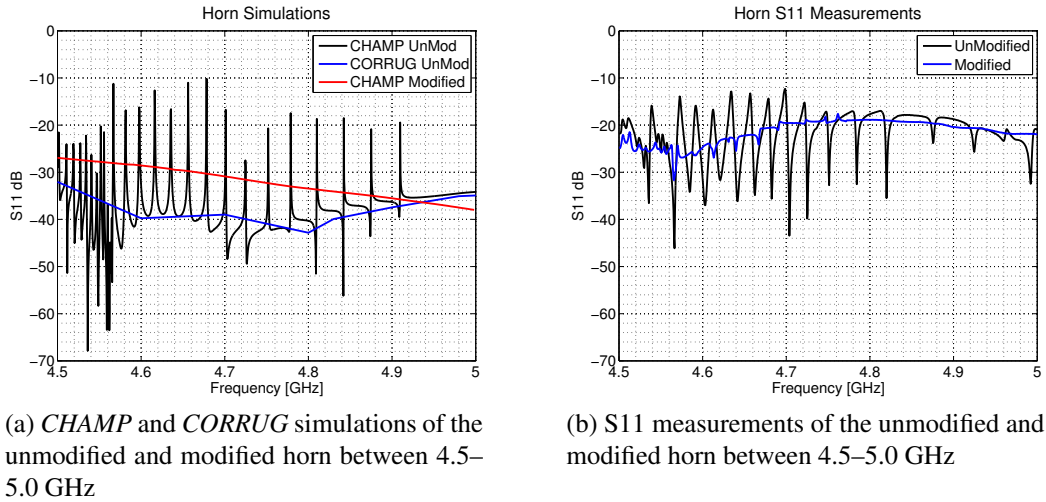 Horn Simulations
S11 dB
0
−10
−20
−30
−40
−50
−60
−70
CHAMP UnMod
CORRUG UnMod
CHAMP Modified
4.5
4.6
4.7
4.8
4.9
5
Frequency [GHz]
Horn S11 Measurements
S11 dB
0
−10
−20
−30
−40
−50
−60
−70
UnModified
Modified
4.5
4.6
4.7
4.8
4.9
5
Frequency [GHz]
(a) CHAMP and CORRUG simulations of the
unmodified and modified horn between 4.5–
5.0 GHz
(b) S11 measurements of the unmodified and
modified horn between 4.5–5.0 GHz